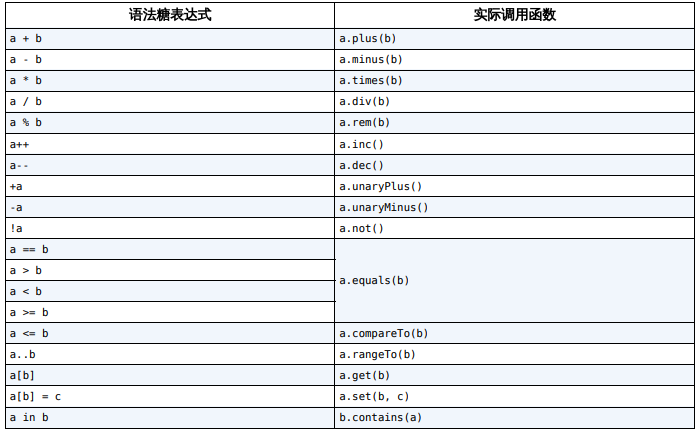 语法糖表达式 实际调用函数
a + b a.plus(b)
a - b a.minus(b)
a * b a.times(b)
a / b a.div(b)
a % b a.rem(b)
a++ a.inc()
a-- a.dec()
+a a.unaryPlus()
-a a.unaryMinus()
!a a.not()
a == b
a > b
a.equals(b)
a < b
a >= b
a <= b a.compareTo(b)
a..b a.rangeTo(b)
a[b] a.get(b)
a[b] = c a.set(b, c)
a in b b.contains(a)